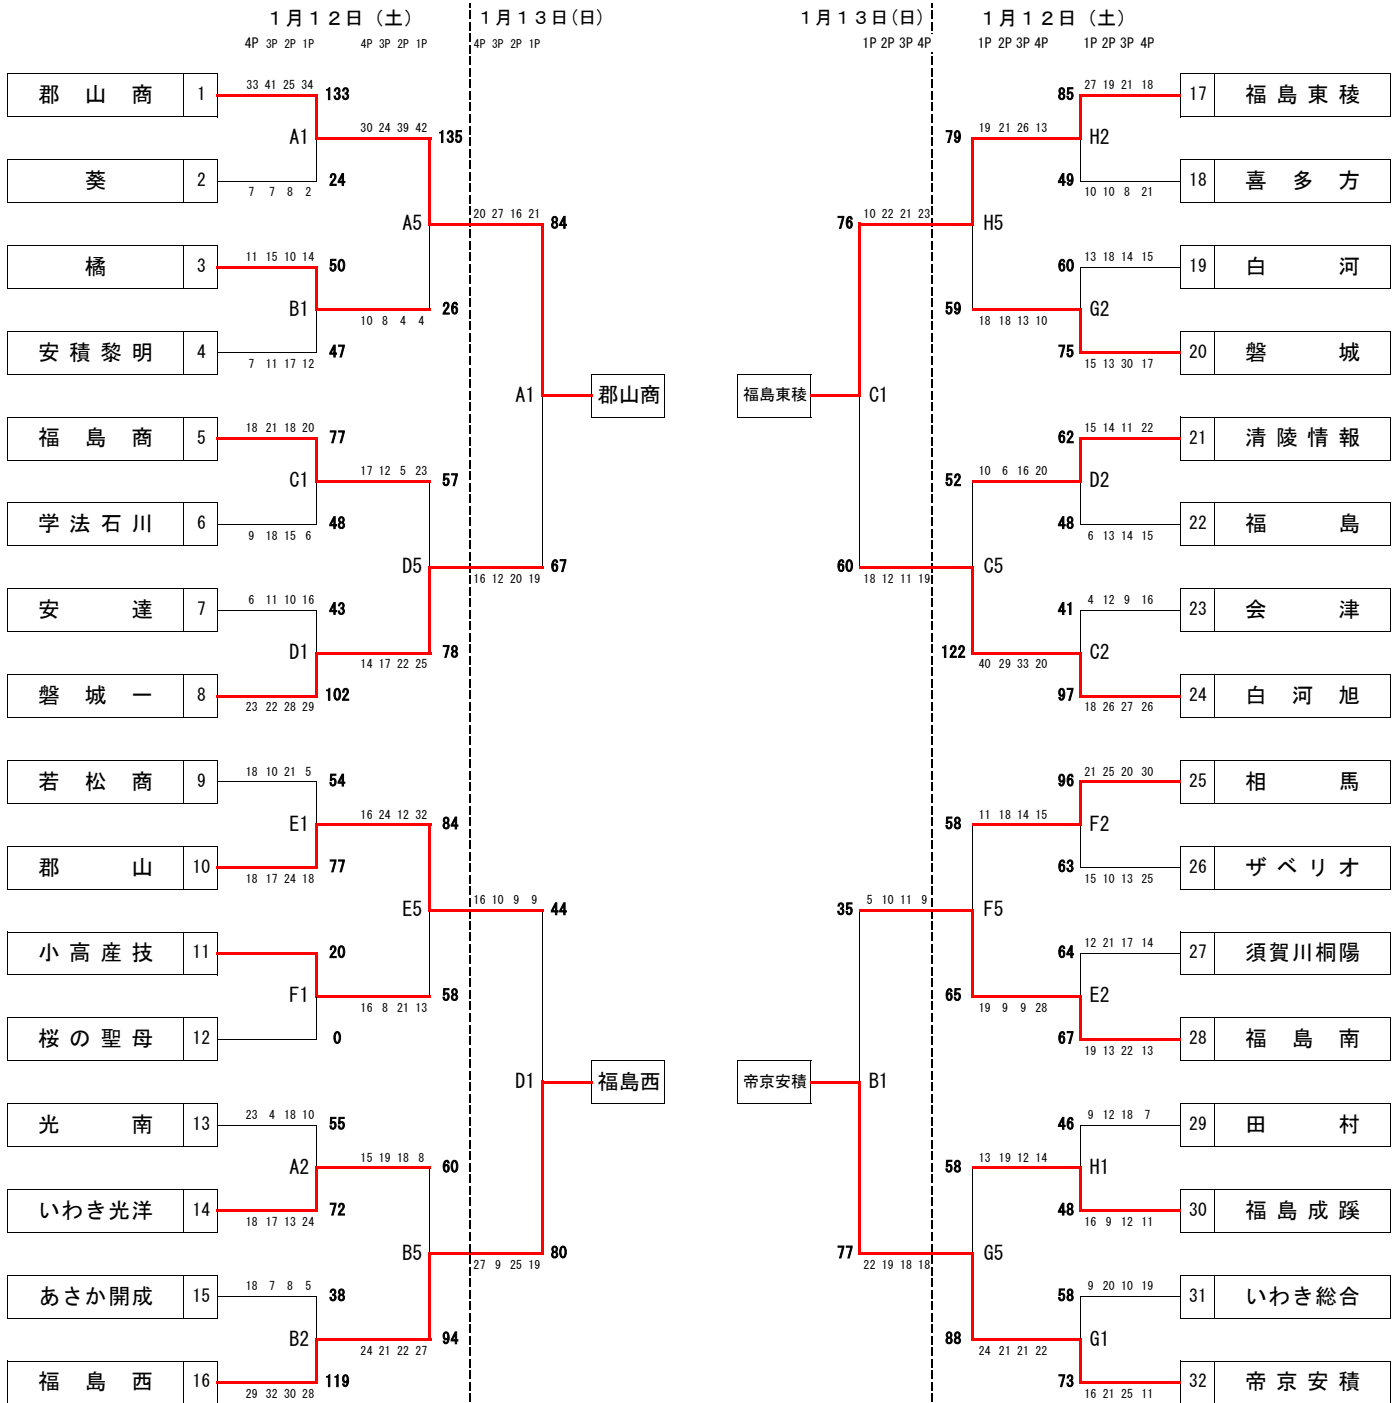 1月12日（土） 1月13日(日) 1月13日(日) 1月12日（土）
4P 3P 2P 1P 4P 3P 2P 1P 4P 3P 2P 1P 1P 2P 3P 4P 1P 2P 3P 4P 1P 2P 3P 4P
郡山商 1 33 41 25 34 133 85 27 19 21 18 17 福島東稜
A1 30 24 39 42 135 79 19 21 26 13 H2
葵 2 7 7 8 2 24 49 10 10 8 21 18 喜多方
A5 20 27 16 21 84 76 10 22 21 23 H5
橘 3 11 15 10 14 50 60 13 18 14 15 19 白河
B1 10 8 4 4 26 59 18 18 13 10 G2
安積黎明 4 7 11 17 12 47 75 15 13 30 17 20 磐城
A1 郡山商 福島東稜 C1
福島商 5 18 21 18 20 77 62 15 14 11 22 21 清陵情報
C1 17 12 5 23 57 52 10 6 16 20 D2
学法石川 6 9 18 15 6 48 48 6 13 14 15 22 福島
D5 16 12 20 19 67 60 18 12 11 19 C5
安達 7 6 11 10 16 43 41 4 12 9 16 23 会津
D1 14 17 22 25 78 122 40 29 33 20 C2
磐城一 8 23 22 28 29 102 97 18 26 27 26 24 白河旭
若松商 9 18 10 21 5 54 96 21 25 20 30 25 相馬
E1 16 24 12 32 84 58 11 18 14 15 F2
郡山 10 18 17 24 18 77 63 15 10 13 25 26 ザベリオ
E5 16 10 9 9 44 35 5 10 11 9 F5
小高産技 11 20 64 12 21 17 14 27 須賀川桐陽
F1 16 8 21 13 58 65 19 9 9 28 E2
桜の聖母 12 0 67 19 13 22 13 28 福島南
D1 福島西 帝京安積 B1
光南 13 23 4 18 10 55 46 9 12 18 7 29 田村
A2 15 19 18 8 60 58 13 19 12 14 H1
いわき光洋 14 18 17 13 24 72 48 16 9 12 11 30 福島成蹊
B5 27 9 25 19 80 77 22 19 18 18 G5
あさか開成 15 18 7 8 5 38 58 9 20 10 19 31 いわき総合
B2 24 21 22 27 94 88 24 21 21 22 G1
福島西 16 29 32 30 28 119 73 16 21 25 11 32 帝京安積